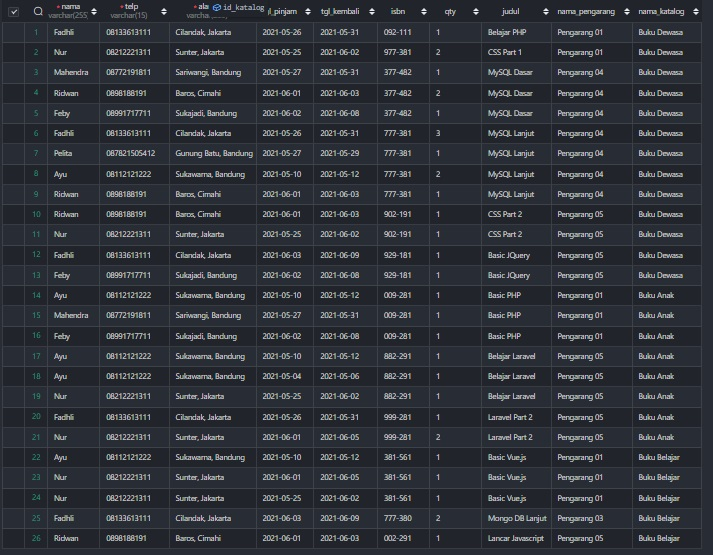 nama telp ala id_katalog l_pinjam tgl_kembali isbn qty judul nama_pengarang nama_katalog
varchar(255) varchar(15) varchar(
1 Fadhli 08133613111 Cilandak, Jakarta 2021-05-26 2021-05-31 092-111 1 Belajar PHP Pengarang 01 Buku Dewasa
2 Nur 08212221311 Sunter, Jakarta 2021-05-25 2021-06-02 977-381 2 CSS Part 1 Pengarang 01 Buku Dewasa
3 Mahendra 08772191811 Sariwangi, Bandung 2021-05-27 2021-05-31 377-482 1 MySQL Dasar Pengarang 04 Buku Dewasa
4 Ridwan 0898188191 Baros, Cimahi 2021-06-01 2021-06-03 377-482 2 MySQL Dasar Pengarang 04 Buku Dewasa
5 Feby 08991717711 Sukajadi, Bandung 2021-06-02 2021-06-08 377-482 1 MySQL Dasar Pengarang 04 Buku Dewasa
6 Fadhli 08133613111 Cilandak, Jakarta 2021-05-26 2021-05-31 777-381 3 MySQL Lanjut Pengarang 04 Buku Dewasa
7 Pelita 087821505412 Gunung Batu, Bandung 2021-05-27 2021-05-29 777-381 1 MySQL Lanjut Pengarang 04 Buku Dewasa
8 Ayu 08112121222 Sukawarna, Bandung 2021-05-10 2021-05-12 777-381 2 MySQL Lanjut Pengarang 04 Buku Dewasa
9 Ridwan 0898188191 Baros, Cimahi 2021-06-01 2021-06-03 777-381 1 MySQL Lanjut Pengarang 04 Buku Dewasa
10 Ridwan 0898188191 Baros, Cimahi 2021-06-01 2021-06-03 902-191 1 CSS Part 2 Pengarang 05 Buku Dewasa
11 Nur 08212221311 Sunter, Jakarta 2021-05-25 2021-06-02 902-191 1 CSS Part 2 Pengarang 05 Buku Dewasa
12 Fadhli 08133613111 Cilandak, Jakarta 2021-06-03 2021-06-09 929-181 1 Basic JQuery Pengarang 05 Buku Dewasa
13 Feby 08991717711 Sukajadi, Bandung 2021-06-02 2021-06-08 929-181 1 Basic JQuery Pengarang 05 Buku Dewasa
14 Ayu 08112121222 Sukawarna, Bandung 2021-05-10 2021-05-12 009-281 1 Basic PHP Pengarang 01 Buku Anak
15 Mahendra 08772191811 Sariwangi, Bandung 2021-05-27 2021-05-31 009-281 1 Basic PHP Pengarang 01 Buku Anak
16 Feby 08991717711 Sukajadi, Bandung 2021-06-02 2021-06-08 009-281 1 Basic PHP Pengarang 01 Buku Anak
17 Ayu 08112121222 Sukawarna, Bandung 2021-05-10 2021-05-12 882-291 1 Belajar Laravel Pengarang 05 Buku Anak
18 Ayu 08112121222 Sukawarna, Bandung 2021-05-04 2021-05-06 882-291 1 Belajar Laravel Pengarang 05 Buku Anak
19 Nur 08212221311 Sunter, Jakarta 2021-05-25 2021-06-02 882-291 1 Belajar Laravel Pengarang 05 Buku Anak
20 Fadhli 08133613111 Cilandak, Jakarta 2021-05-26 2021-05-31 999-281 1 Laravel Part 2 Pengarang 05 Buku Anak
21 Nur 08212221311 Sunter, Jakarta 2021-06-01 2021-06-05 999-281 2 Laravel Part 2 Pengarang 05 Buku Anak
22 Ayu 08112121222 Sukawarna, Bandung 2021-05-10 2021-05-12 381-561 1 Basic Vue.js Pengarang 01 Buku Belajar
23 Nur 08212221311 Sunter, Jakarta 2021-06-01 2021-06-05 381-561 1 Basic Vue.js Pengarang 01 Buku Belajar
24 Nur 08212221311 Sunter, Jakarta 2021-05-25 2021-06-02 381-561 1 Basic Vue.js Pengarang 01 Buku Belajar
25 Fadhli 08133613111 Cilandak, Jakarta 2021-06-03 2021-06-09 777-380 2 Mongo DB Lanjut Pengarang 03 Buku Belajar
26 Ridwan 0898188191 Baros, Cimahi 2021-06-01 2021-06-03 002-291 1 Lancar Javascript Pengarang 05 Buku Belajar